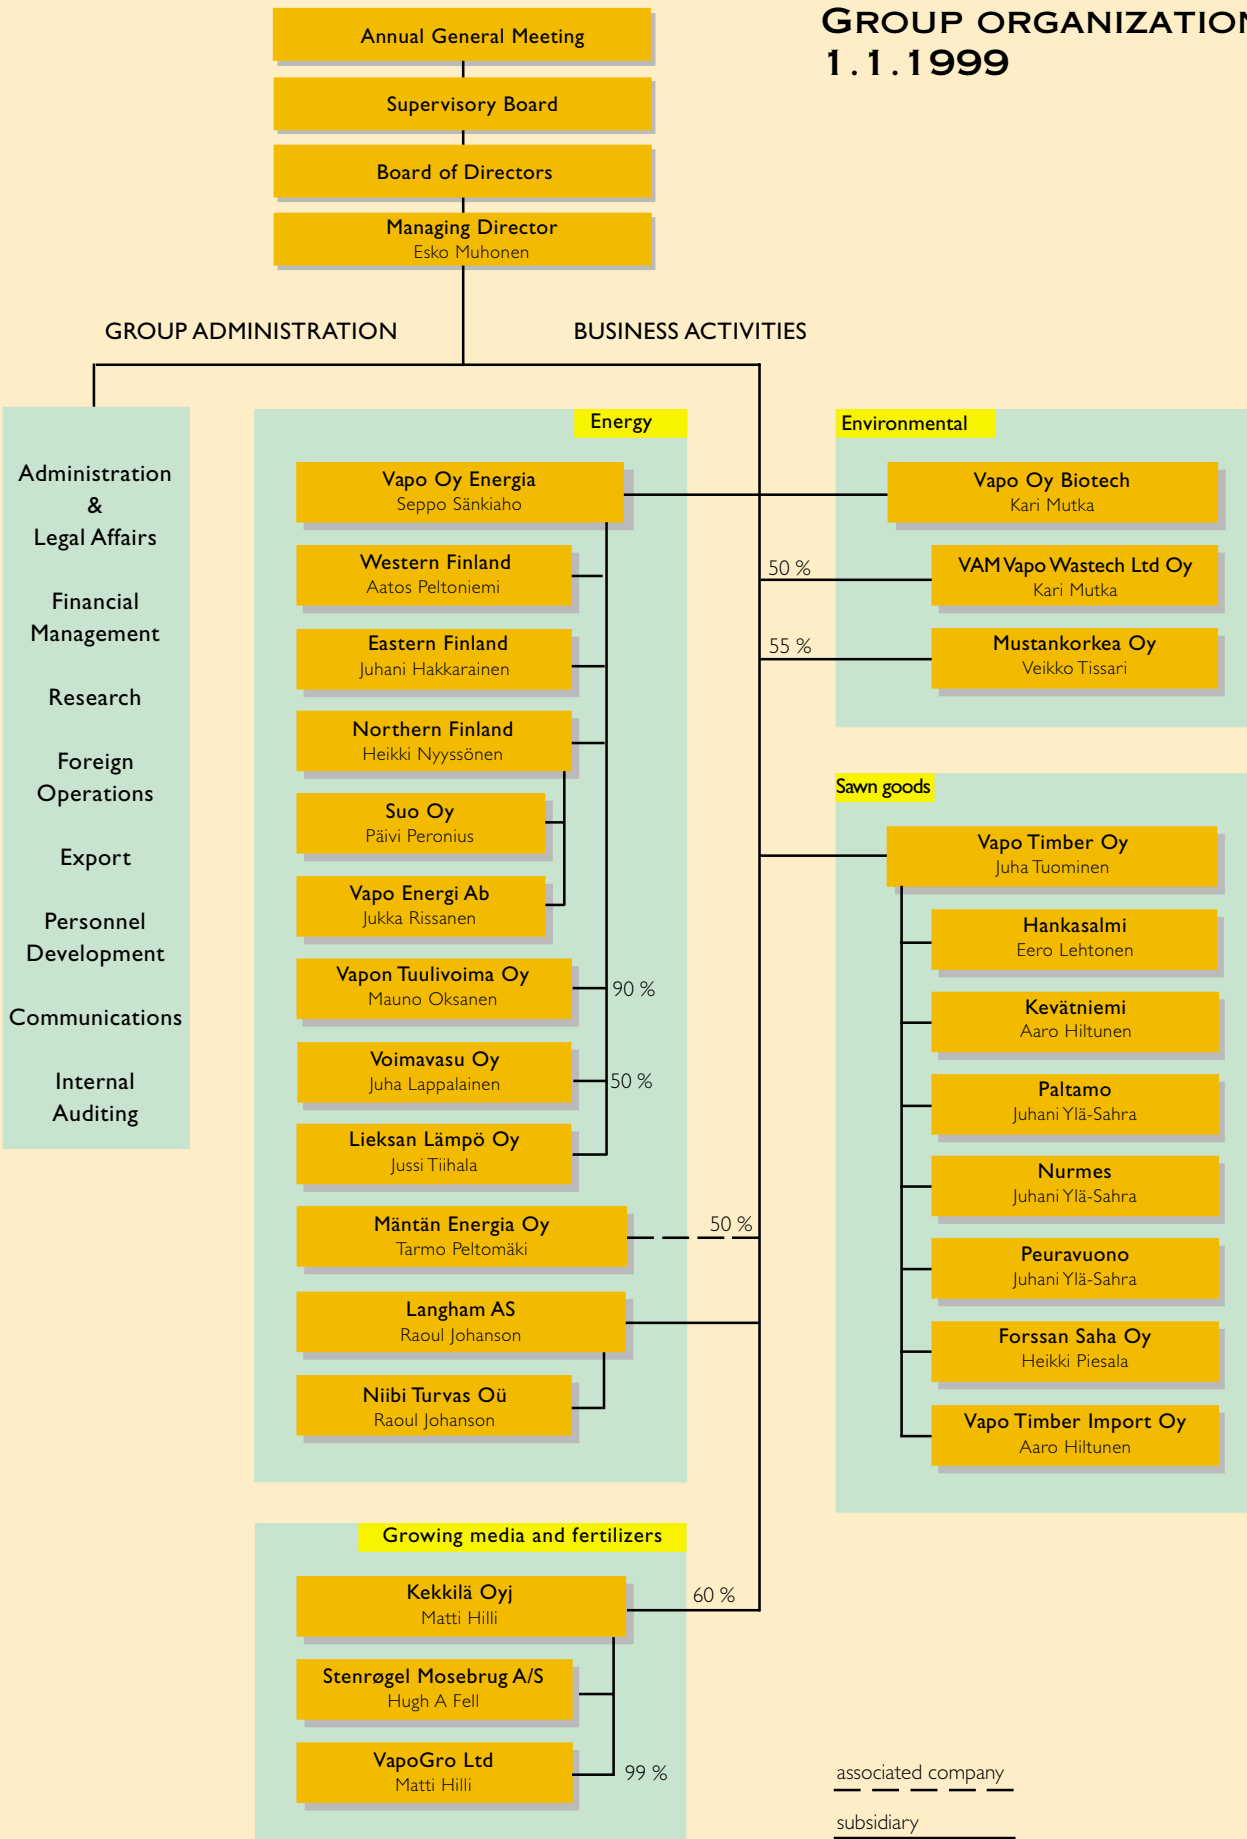 GROUP ORGANIZATION
1.1.1999
Annual General Meeting
Supervisory Board
Board of Directors
Managing Director
Esko Muhonen
GROUP ADMINISTRATION
BUSINESS ACTIVITIES
Administration
&
Legal Affairs
Financial
Management
Research
Foreign
Operations
Export
Personnel
Development
Communications
Internal
Auditing
Energy
Vapo Oy Energia
Seppo Sänkiaho
Western Finland
Aatos Peltoniemi
Eastern Finland
Juhani Hakkarainen
Northern Finland
Heikki Nyyssönen
Suo Oy
Päivi Peronius
Vapo Energi Ab
Jukka Rissanen
Vapon Tuulivoima Oy
Mauno Oksanen
90 %
Voimavasu Oy
Juha Lappalainen
50 %
Lieksan Lämpö Oy
Jussi Tiihala
Mäntän Energia Oy
Tarmo Peltomäki
50 %
Langham AS
Raoul Johanson
Niibi Turvas Oü
Raoul Johanson
Growing media and fertilizers
Kekkilä Oyj
Matti Hilli
60 %
Stenrøgel Mosebrug A/S
Hugh A Fell
VapoGro Ltd
Matti Hilli
99 %
Environmental
Vapo Oy Biotech
Kari Mutka
50 %
VAM Vapo Wastech Ltd Oy
Kari Mutka
55 %
Mustankorkea Oy
Veikko Tissari
Sawn goods
Vapo Timber Oy
Juha Tuominen
Hankasalmi
Eero Lehtonen
Kevätniemi
Aaro Hiltunen
Paltamo
Juhani Ylä-Sahra
Nurmes
Juhani Ylä-Sahra
Peuravuono
Juhani Ylä-Sahra
Forssan Saha Oy
Heikki Piesala
Vapo Timber Import Oy
Aaro Hiltunen
associated company
subsidiary